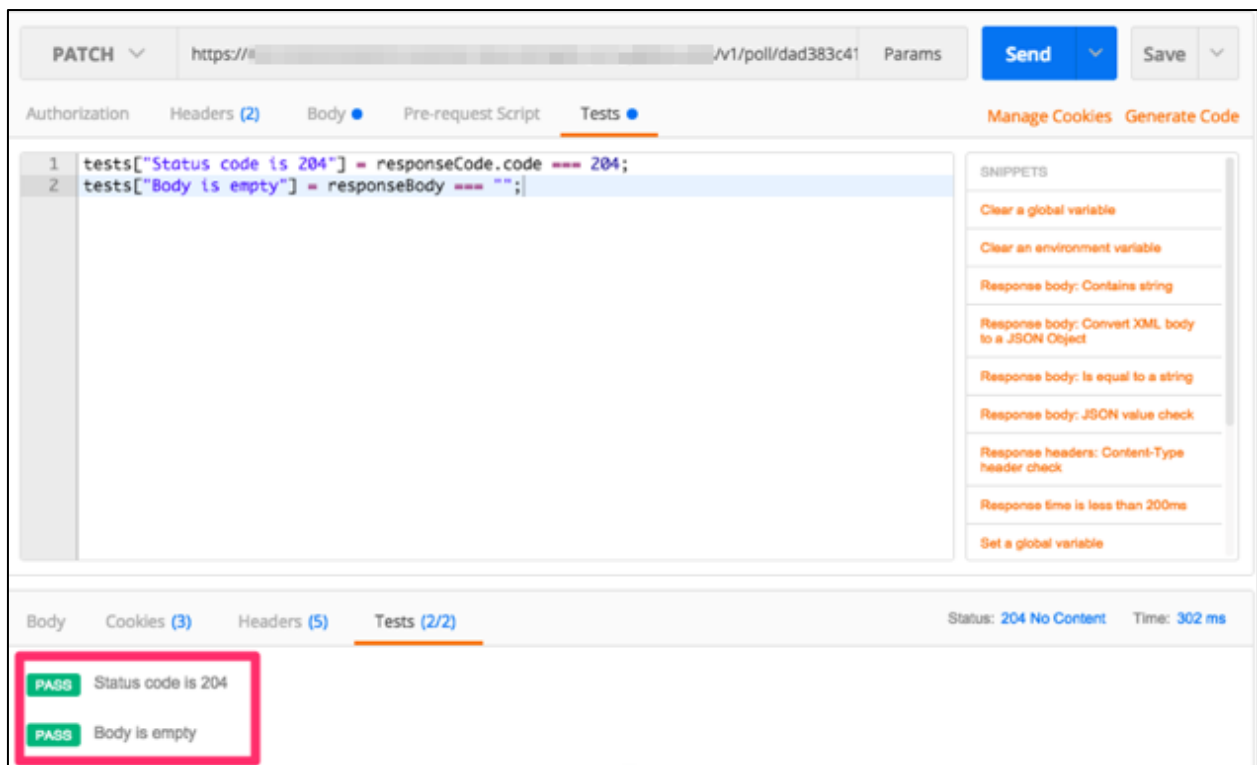 PATCH https:// /v1/poll/dad383c41 Params Send Save
Authorization Headers (2) Body Pre-request Script Tests Manage Cookies Generate Code
1 tests["Status code is 204"] = responseCode.code === 204;
2 tests["Body is empty"] = responseBody === "";
SNIPPETS
Clear a global variable
Clear an environment variable
Response body: Contains string
Response body: Convert XML body
to a JSON Object
Response body: Is equal to a string
Response body: JSON value check
Response headers: Content-Type
header check
Response time is less than 200ms
Set a global variable
Body Cookies (3) Headers (5) Tests (2/2) Status: 204 No Content Time: 302 ms
PASS Status code is 204
PASS Body is empty